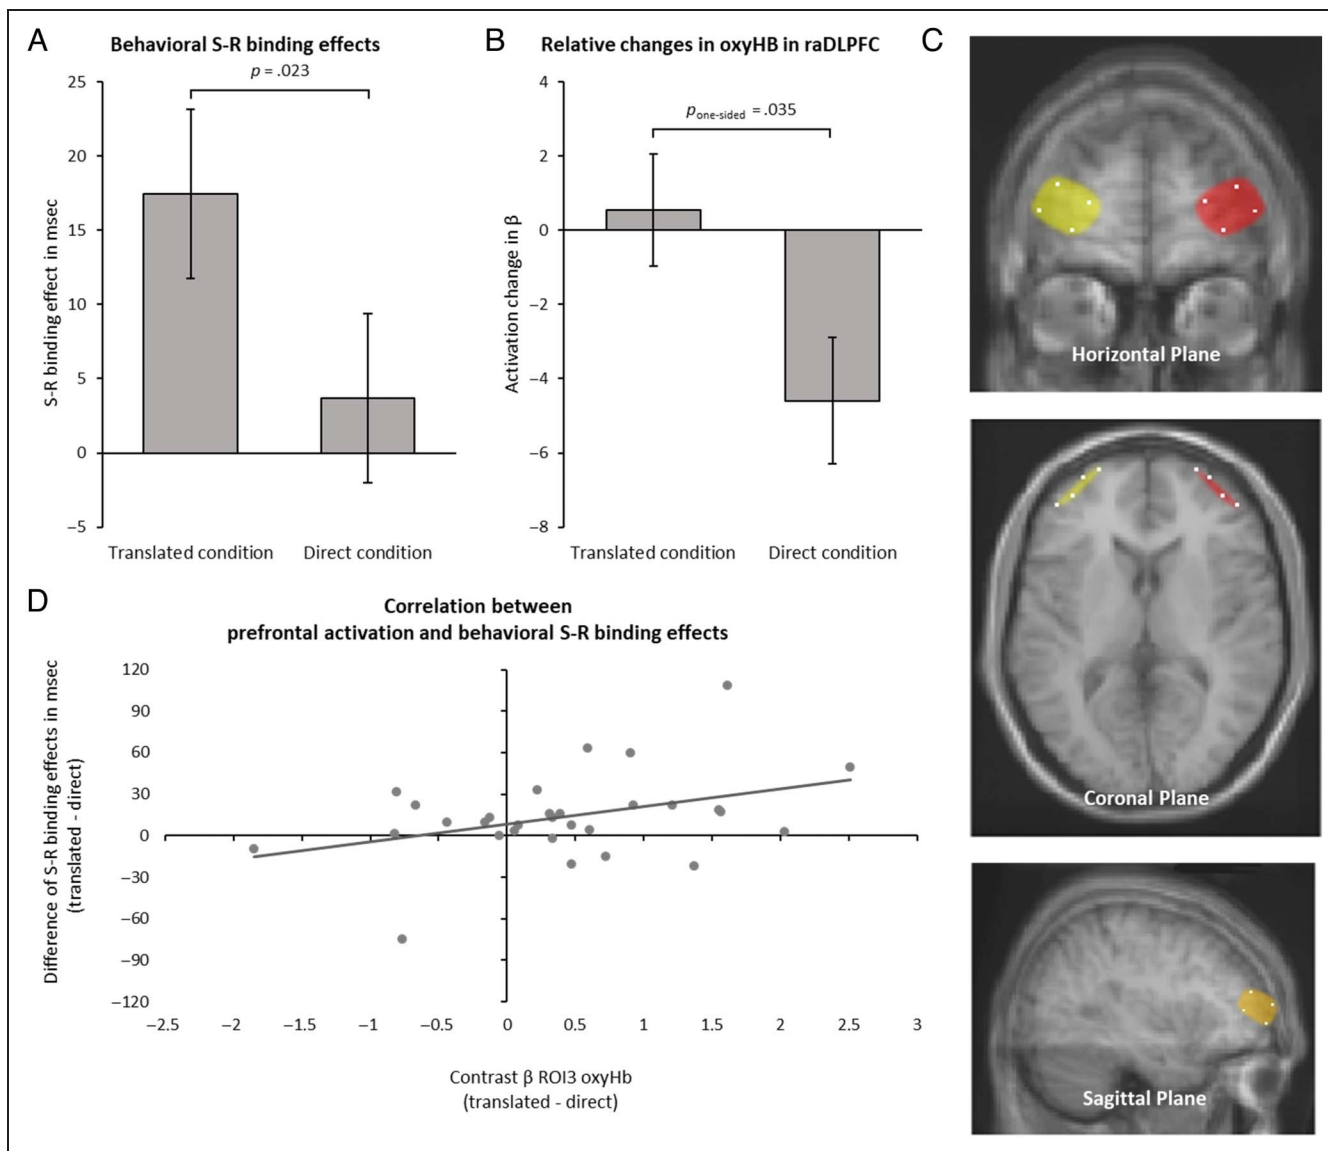 A
Behavioral S-R binding effects
p = .023
25
20
15
10
5
0
–5
S-R binding effect in msec
Translated condition
Direct condition
B
Relative changes in oxyHB in raDLPFC
pone-sided = .035
4
2
0
–2
–4
–6
–8
Activation change in β
Translated condition
Direct condition
C
Horizontal Plane
Coronal Plane
Sagittal Plane
D
Correlation between
prefrontal activation and behavioral S-R binding effects
Difference of S-R binding effects in msec
(translated - direct)
120
90
60
30
0
–30
–60
–90
–120
–2.5 –2 –1.5 –1 –0.5 0 0.5 1 1.5 2 2.5 3
Contrast β ROI3 oxyHb
(translated - direct)